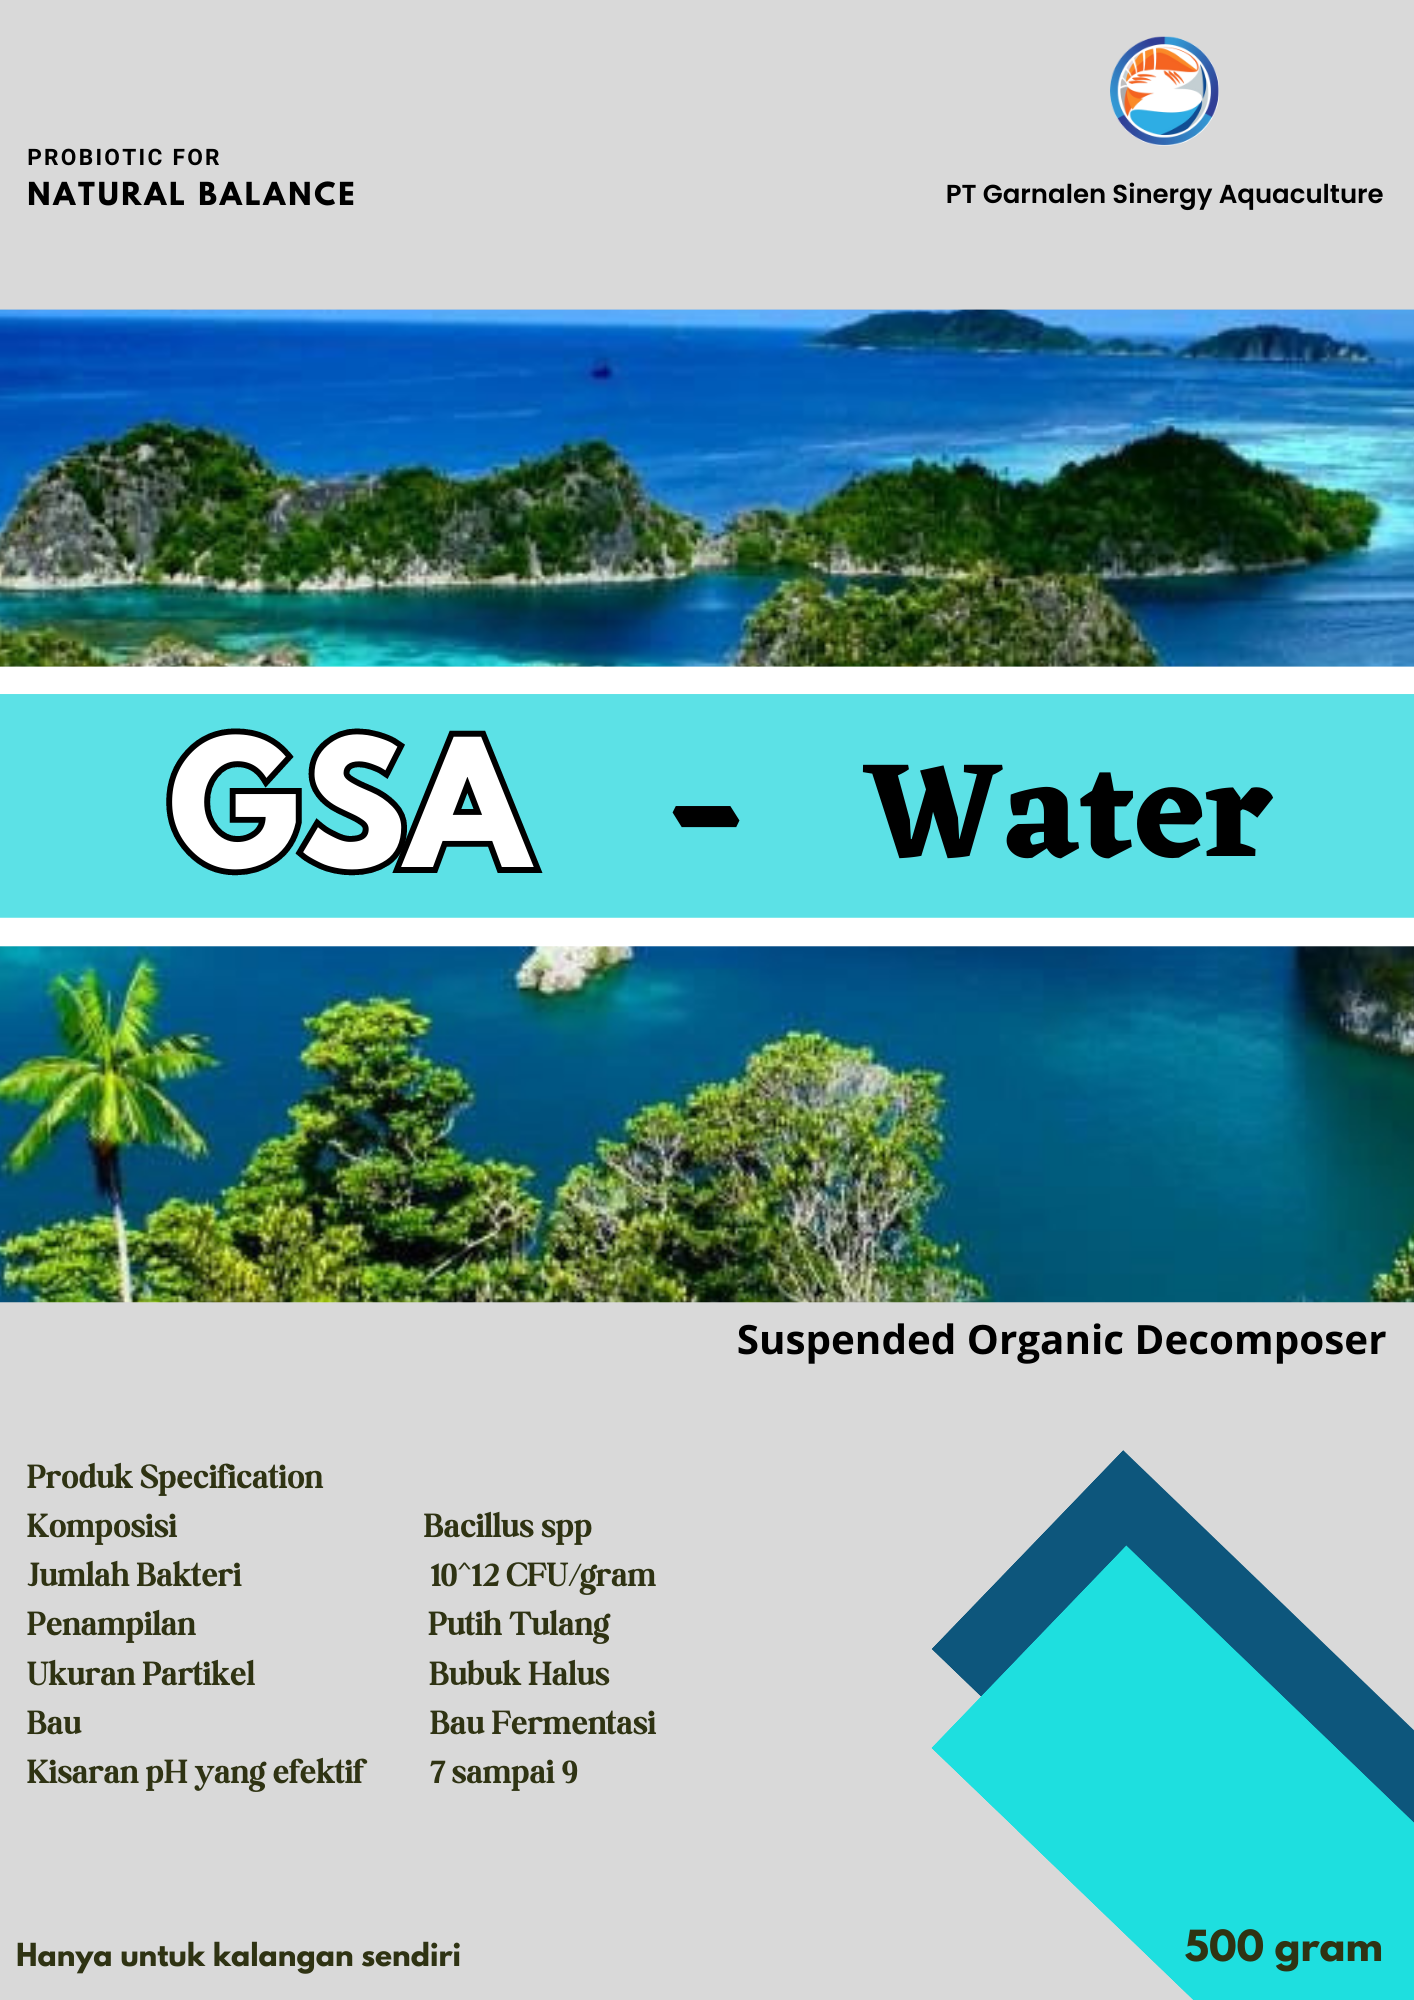 PROBIOTIC FOR
NATURAL BALANCE
PT Garnalen Sinergy Aquaculture
GSA - Water
Suspended Organic Decomposer
Produk Specification
Komposisi Bacillus spp
Jumlah Bakteri 10^12 CFU/gram
Penampilan Putih Tulang
Ukuran Partikel Bubuk Halus
Bau Bau Fermentasi
Kisaran pH yang efektif 7 sampai 9
Hanya untuk kalangan sendiri
500 gram